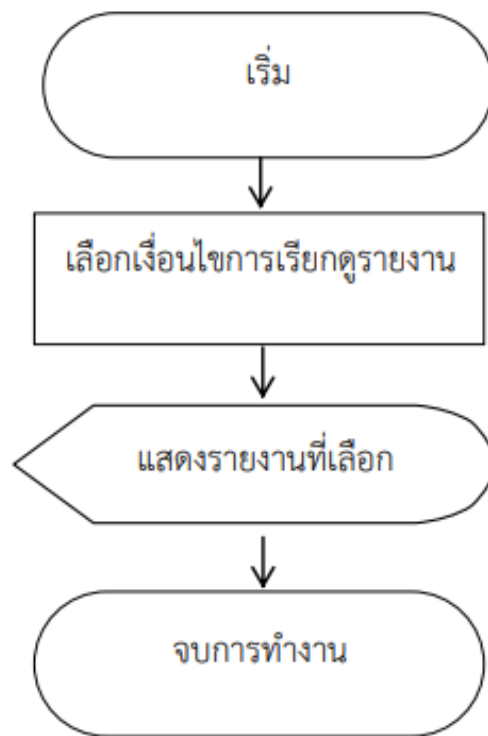 เริ่ม
เลือกเงื่อนไขการเรียกดูรายงาน
แสดงรายงานที่เลือก
จบการทำงาน